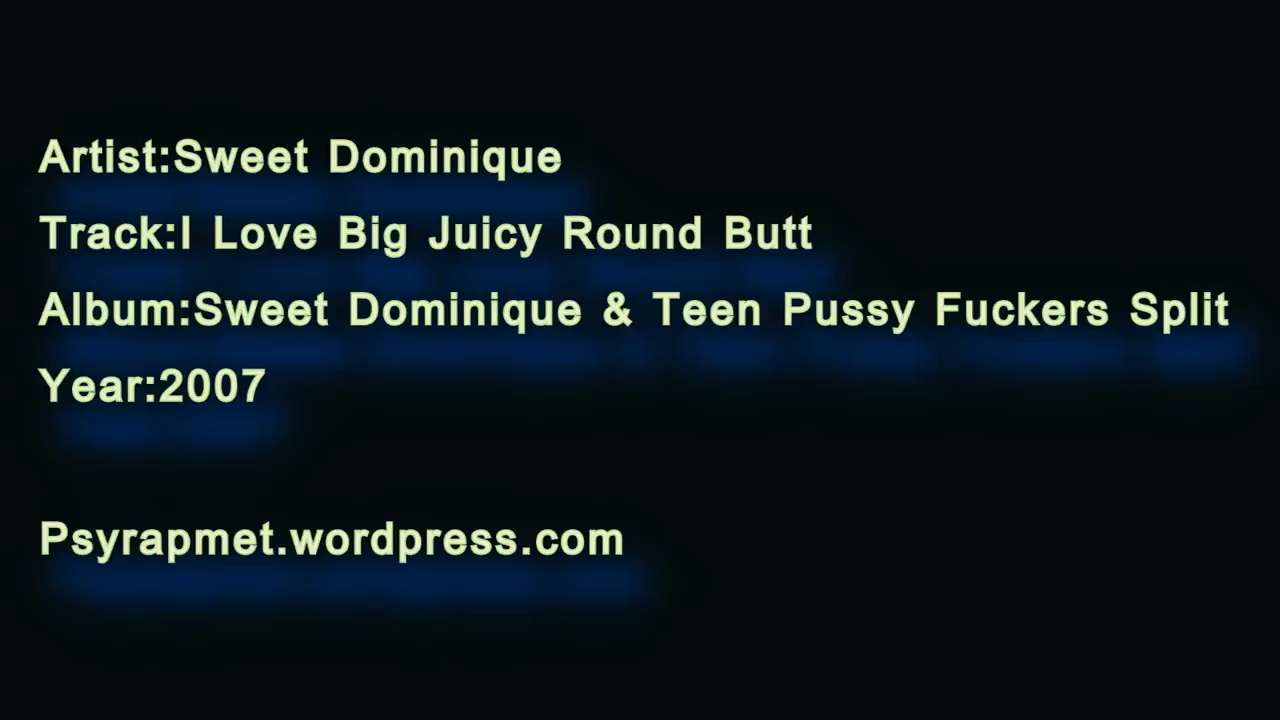 Artist:Sweet Dominique
Track:I Love Big Juicy Round Butt
Album:Sweet Dominique & Teen Pussy Fuckers Split
Year:2007
Psyrapmet.wordpress.com